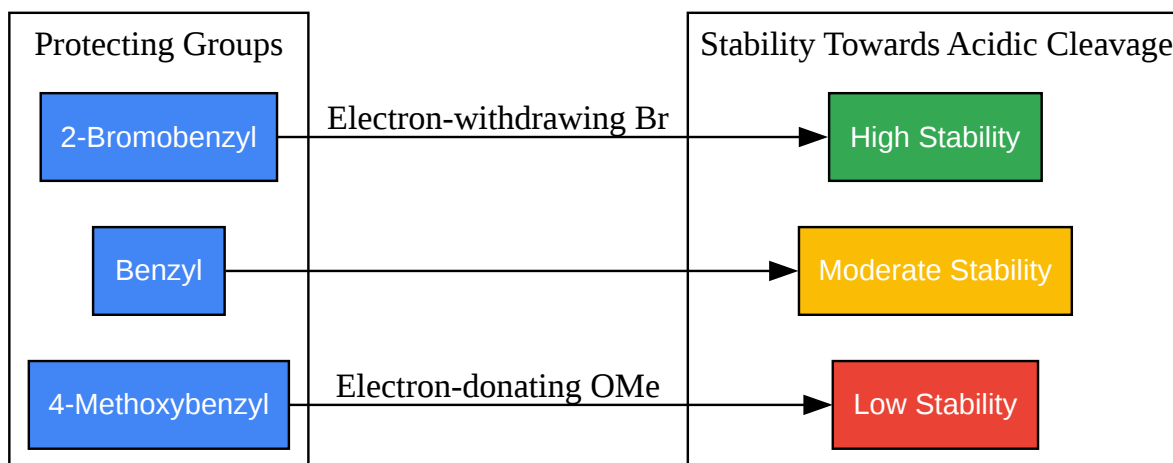 Protecting Groups
Stability Towards Acidic Cleavage
2-Bromobenzyl
Electron-withdrawing Br
High Stability
Benzyl
Moderate Stability
4-Methoxybenzyl
Electron-donating OMe
Low Stability